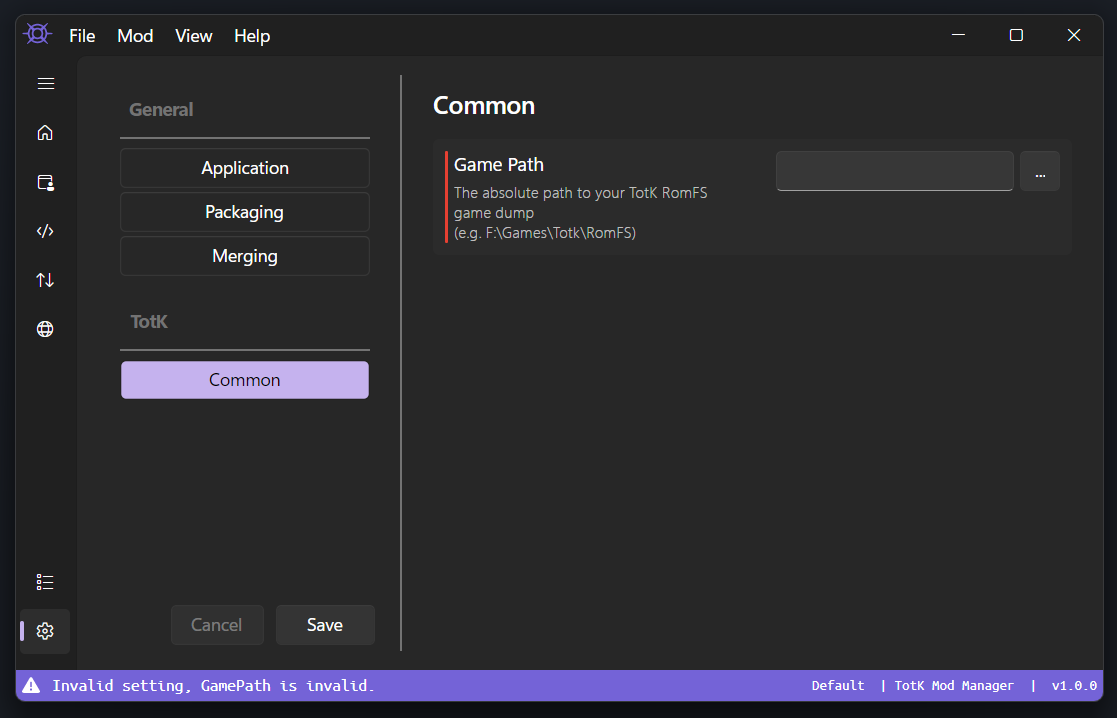 File Mod View Help
General
Application
Packaging
Merging
TotK
Common
Cancel Save
Common
Game Path
The absolute path to your TotK RomFS
game dump
(e.g. F:\Games\Totk\RomFS)
...
Invalid setting, GamePath is invalid.
Default | TotK Mod Manager | v1.0.0